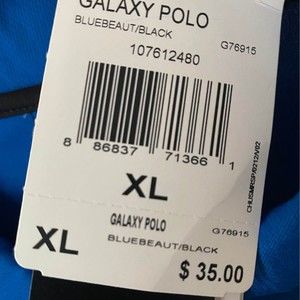 GALAXY POLO
BLUEBEAUT/BLACK
107612480
G76915
8 86837 71366 1
XL
GALAXY POLO
G76915
XL
BLUEBEAUT/BLACK
$ 35.00